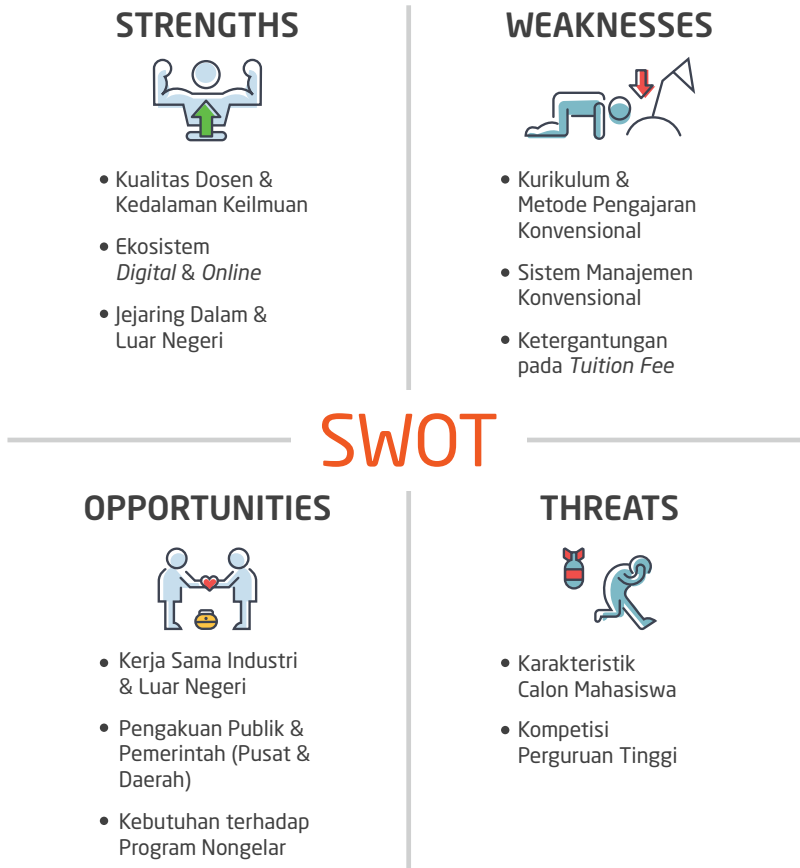 STRENGTHS
• Kualitas Dosen &
Kedalaman Keilmuan
• Ekosistem
Digital & Online
• Jejaring Dalam &
Luar Negeri
WEAKNESSES
• Kurikulum &
Metode Pengajaran
Konvensional
• Sistem Manajemen
Konvensional
• Ketergantungan
pada Tuition Fee
SWOT
OPPORTUNITIES
• Kerja Sama Industri
& Luar Negeri
• Pengakuan Publik &
Pemerintah (Pusat &
Daerah)
• Kebutuhan terhadap
Program Nongelar
THREATS
• Karakteristik
Calon Mahasiswa
• Kompetisi
Perguruan Tinggi